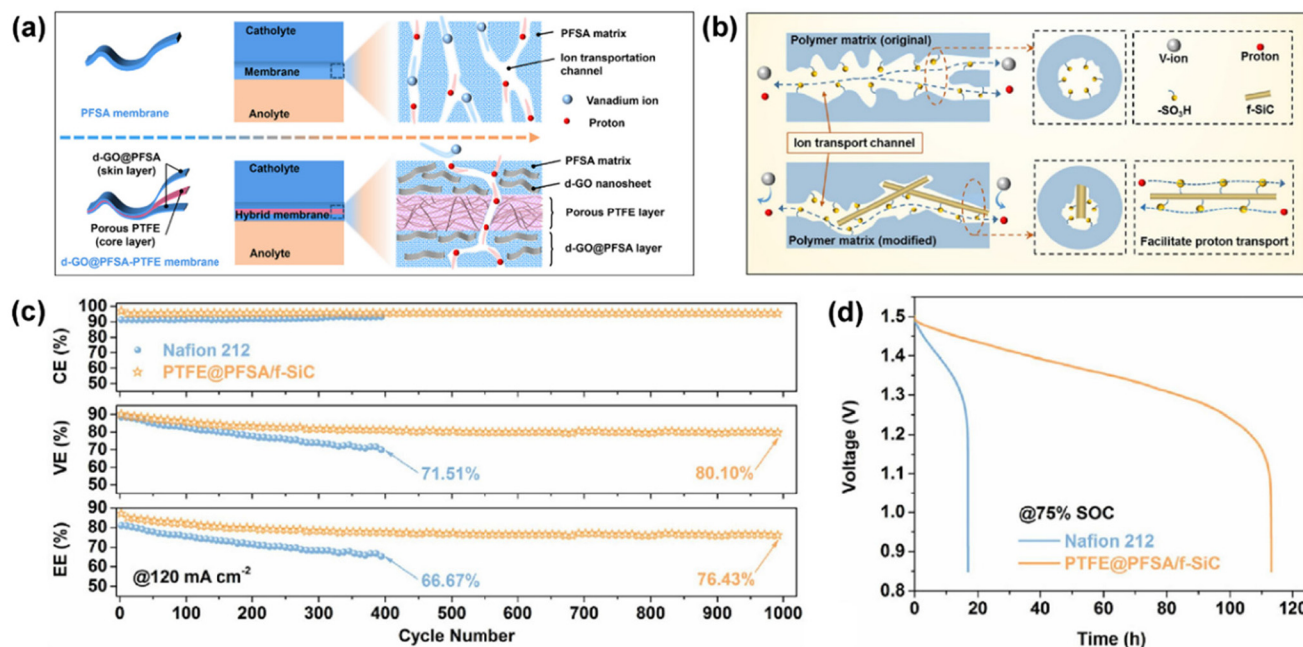 (a)
Catholyte
Membrane
Anolyte
PFSA membrane
PFSA matrix
Ion transportation
channel
Vanadium ion
Proton
d-GO@PFSA
(skin layer)
Porous PTFE
(core layer)
d-GO@PFSA-PTFE membrane
Catholyte
Hybrid membrane
Anolyte
PFSA matrix
d-GO nanosheet
Porous PTFE layer
d-GO@PFSA layer
(b)
Polymer matrix (original)
V-ion
Proton
-SO₃H
f-SiC
Ion transport channel
Polymer matrix (modified)
Facilitate proton transport
(c)
CE (%)
100
90
80
70
60
50
Nafion 212
PTFE@PFSA/f-SiC
VE (%)
90
80
70
60
50
71.51%
80.10%
EE (%)
90
80
70
60
50
@120 mA cm⁻²
66.67%
76.43%
0 100 200 300 400 500 600 700 800 900 1000
Cycle Number
(d)
Voltage (V)
1.5
1.4
1.3
1.2
1.1
1.0
0.9
0.8
@75% SOC
Nafion 212
PTFE@PFSA/f-SiC
0 20 40 60 80 100 120
Time (h)